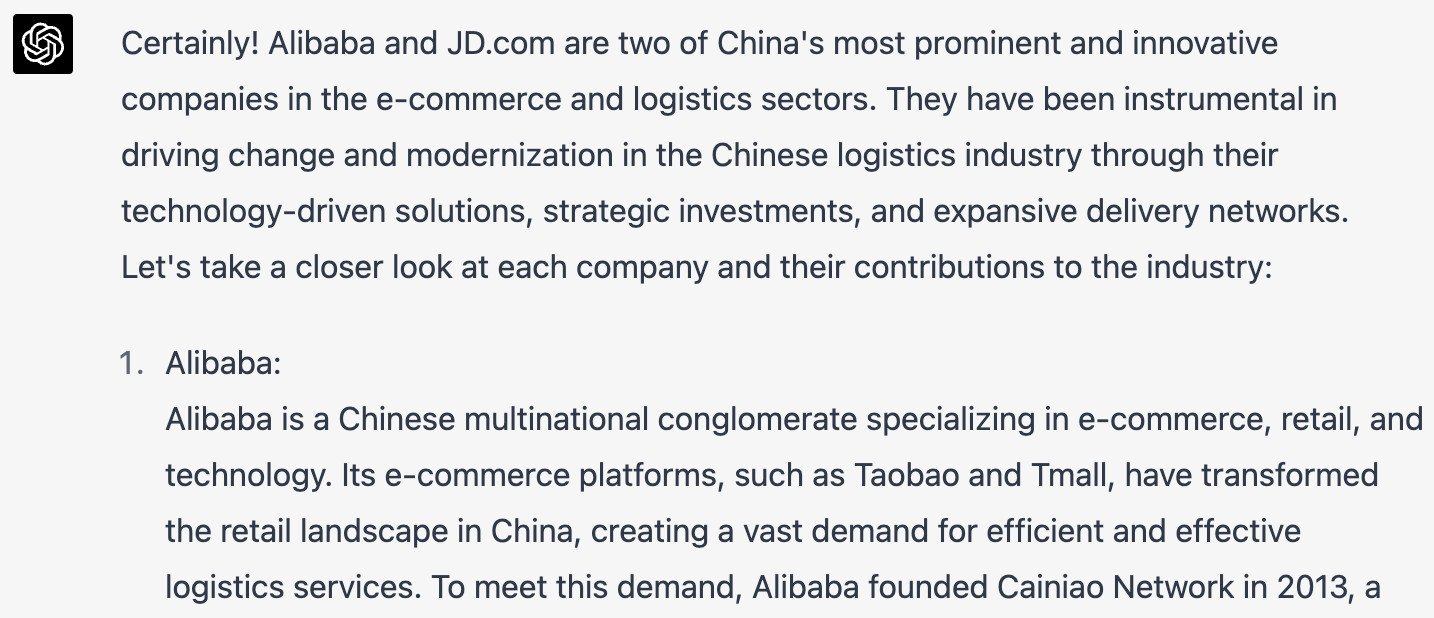 Certainly! Alibaba and JD.com are two of China's most prominent and innovative
companies in the e-commerce and logistics sectors. They have been instrumental in
driving change and modernization in the Chinese logistics industry through their
technology-driven solutions, strategic investments, and expansive delivery networks.
Let's take a closer look at each company and their contributions to the industry:
1. Alibaba:
Alibaba is a Chinese multinational conglomerate specializing in e-commerce, retail, and
technology. Its e-commerce platforms, such as Taobao and Tmall, have transformed
the retail landscape in China, creating a vast demand for efficient and effective
logistics services. To meet this demand, Alibaba founded Cainiao Network in 2013, a